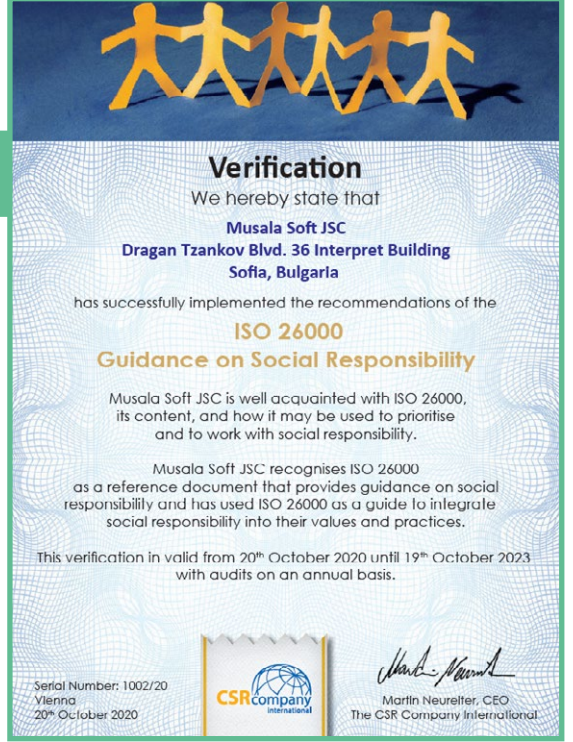 Verification
We hereby state that
Musala Soft JSC
Dragan Tzankov Blvd. 36 Interpret Building
Sofia, Bulgaria
has successfully implemented the recommendations of the
ISO 26000
Guidance on Social Responsibility
Musala Soft JSC is well acquainted with ISO 26000,
its content, and how it may be used to prioritise
and to work with social responsibility.
Musala Soft JSC recognises ISO 26000
as a reference document that provides guidance on social
responsibility and has used ISO 26000 as a guide to integrate
social responsibility into their values and practices.
This verification in valid from 20th October 2020 until 19th October 2023
with audits on an annual basis.
Serial Number: 1002/20
Vienna
20th October 2020
CSRcompany
international
Martin Neureiter, CEO
The CSR Company International